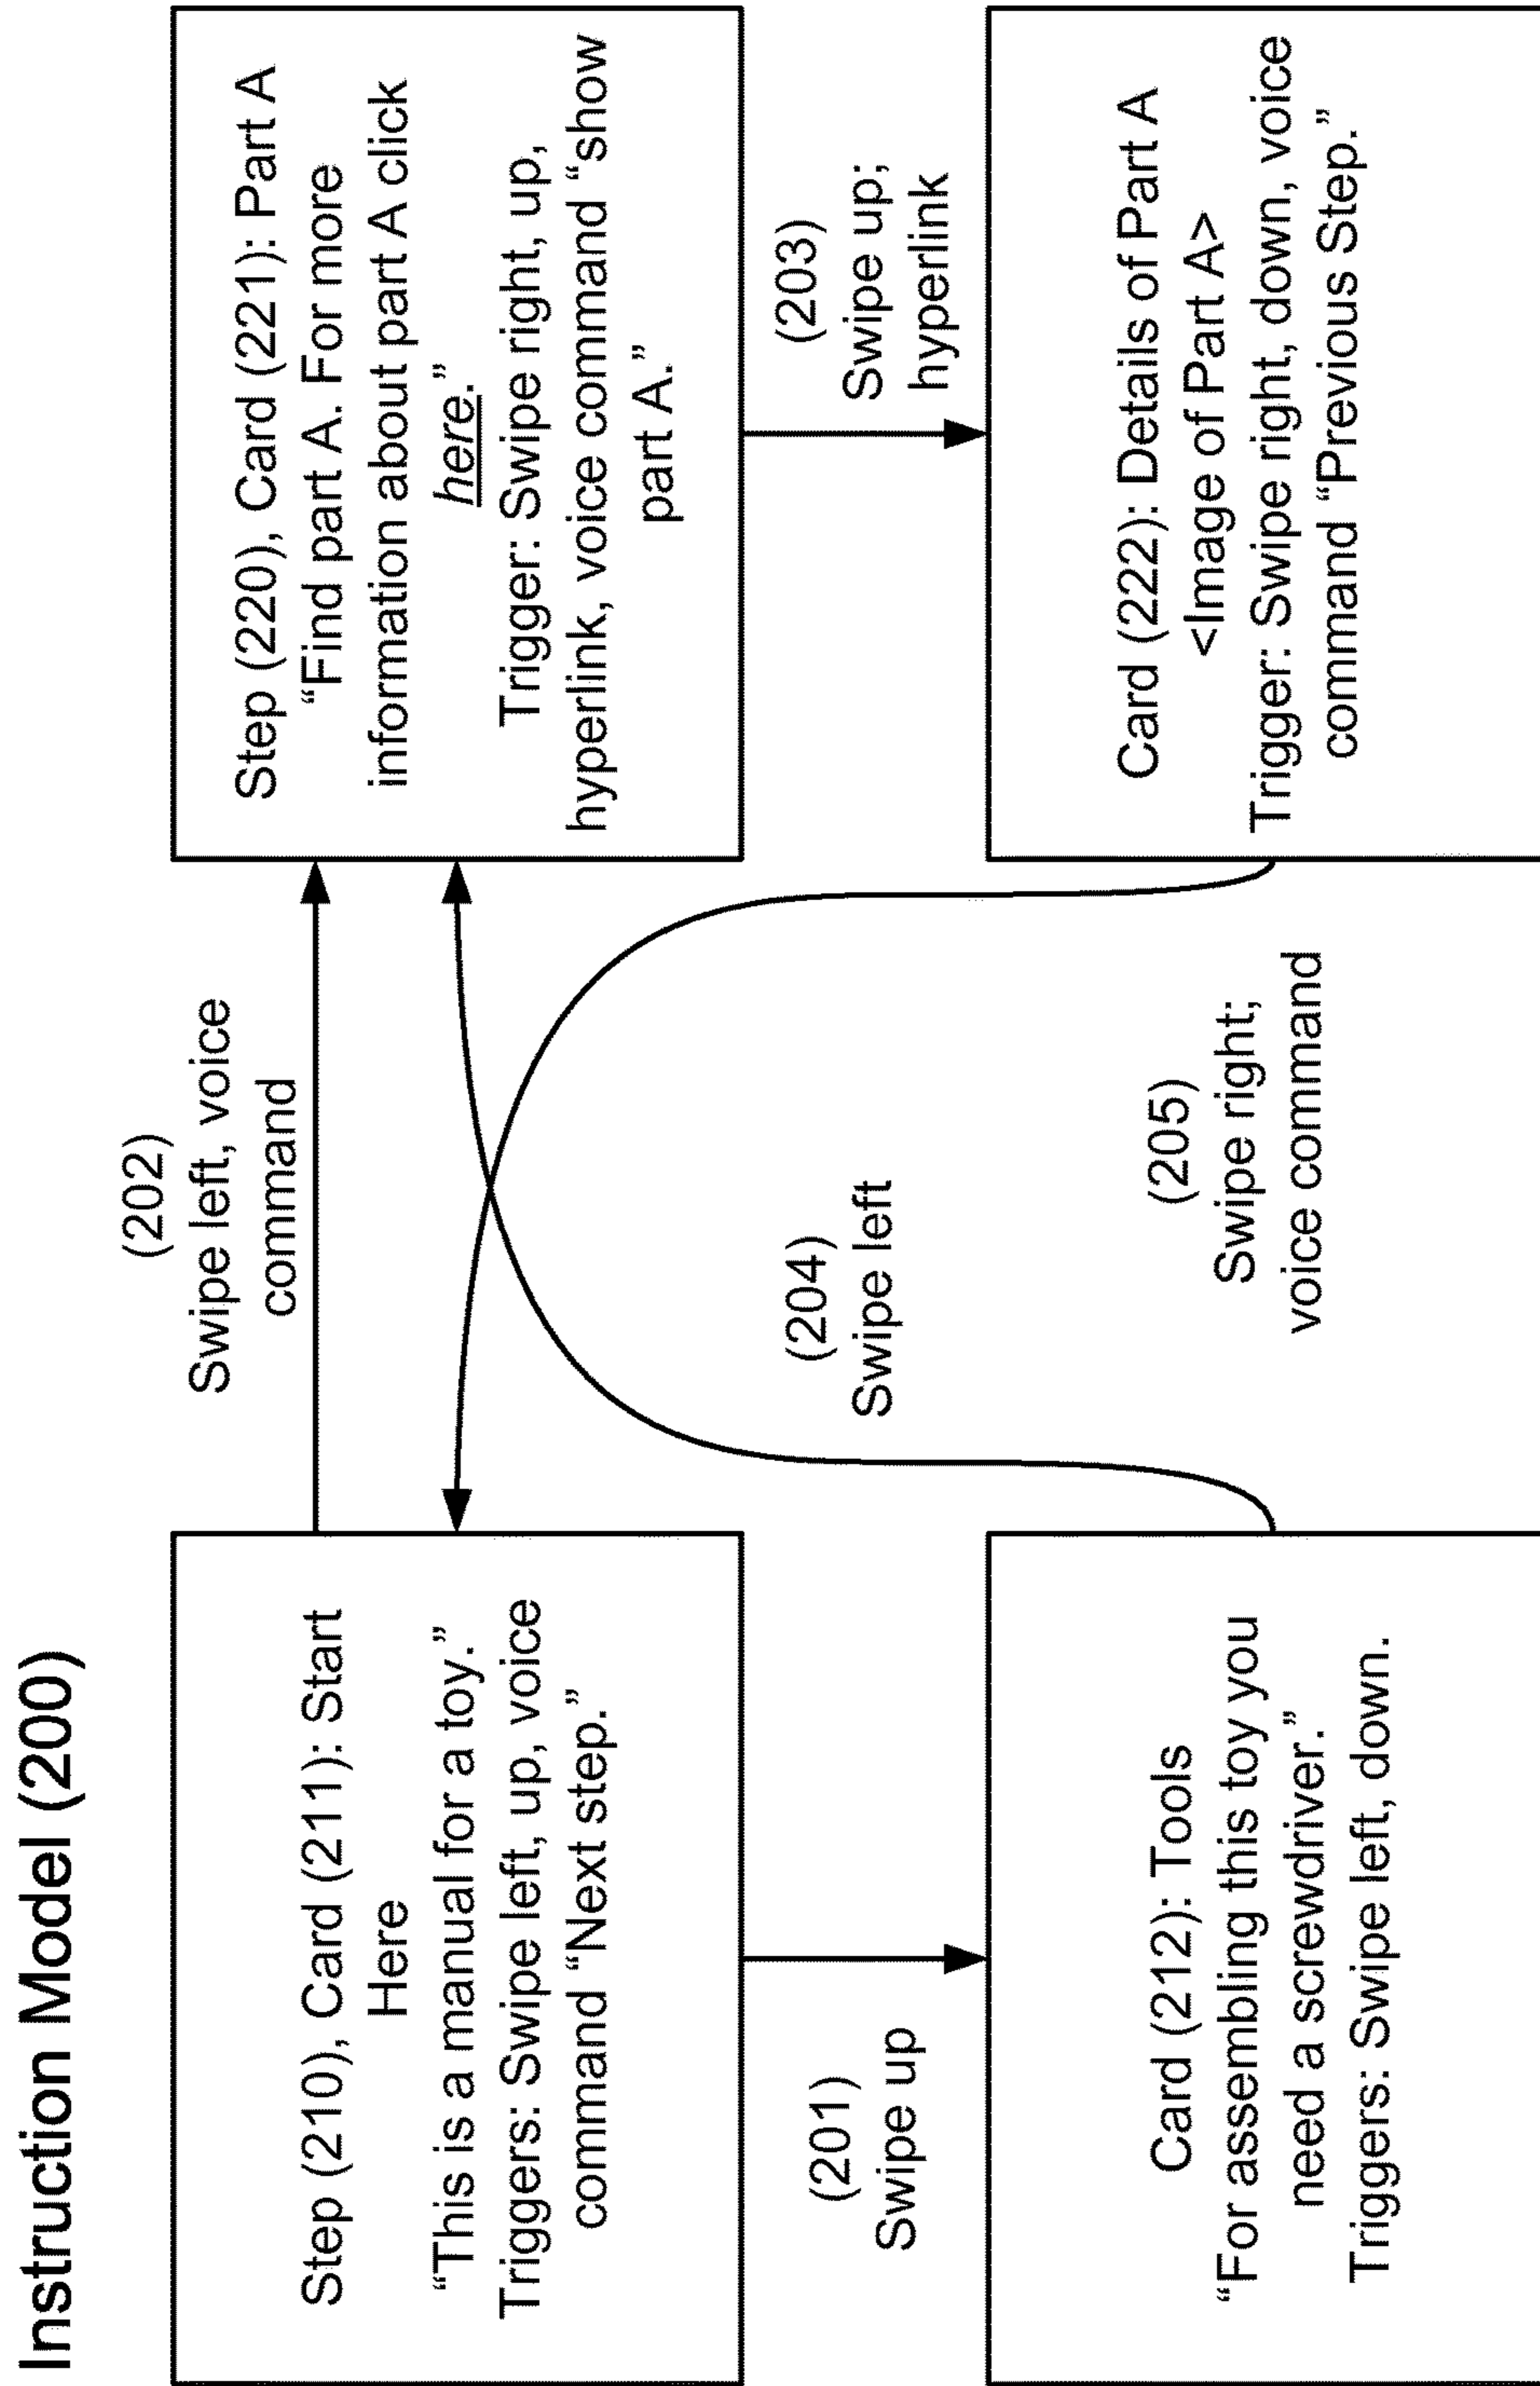 Instruction Model (200)
Step (210), Card (211): Start
Here
“This is a manual for a toy.”
Triggers: Swipe left, up, voice
command “Next step.”
(202)
Swipe left, voice
command
Step (220), Card (221): Part A
“Find part A. For more
information about part A click
here.”
Trigger: Swipe right, up,
hyperlink, voice command “show
part A.”
(201)
Swipe up
(204)
Swipe left
(203)
Swipe up;
hyperlink
Card (212): Tools
“For assembling this toy you
need a screwdriver.”
Triggers: Swipe left, down.
(205)
Swipe right;
voice command
Card (222): Details of Part A
<Image of Part A>
Trigger: Swipe right, down, voice
command “Previous Step.”